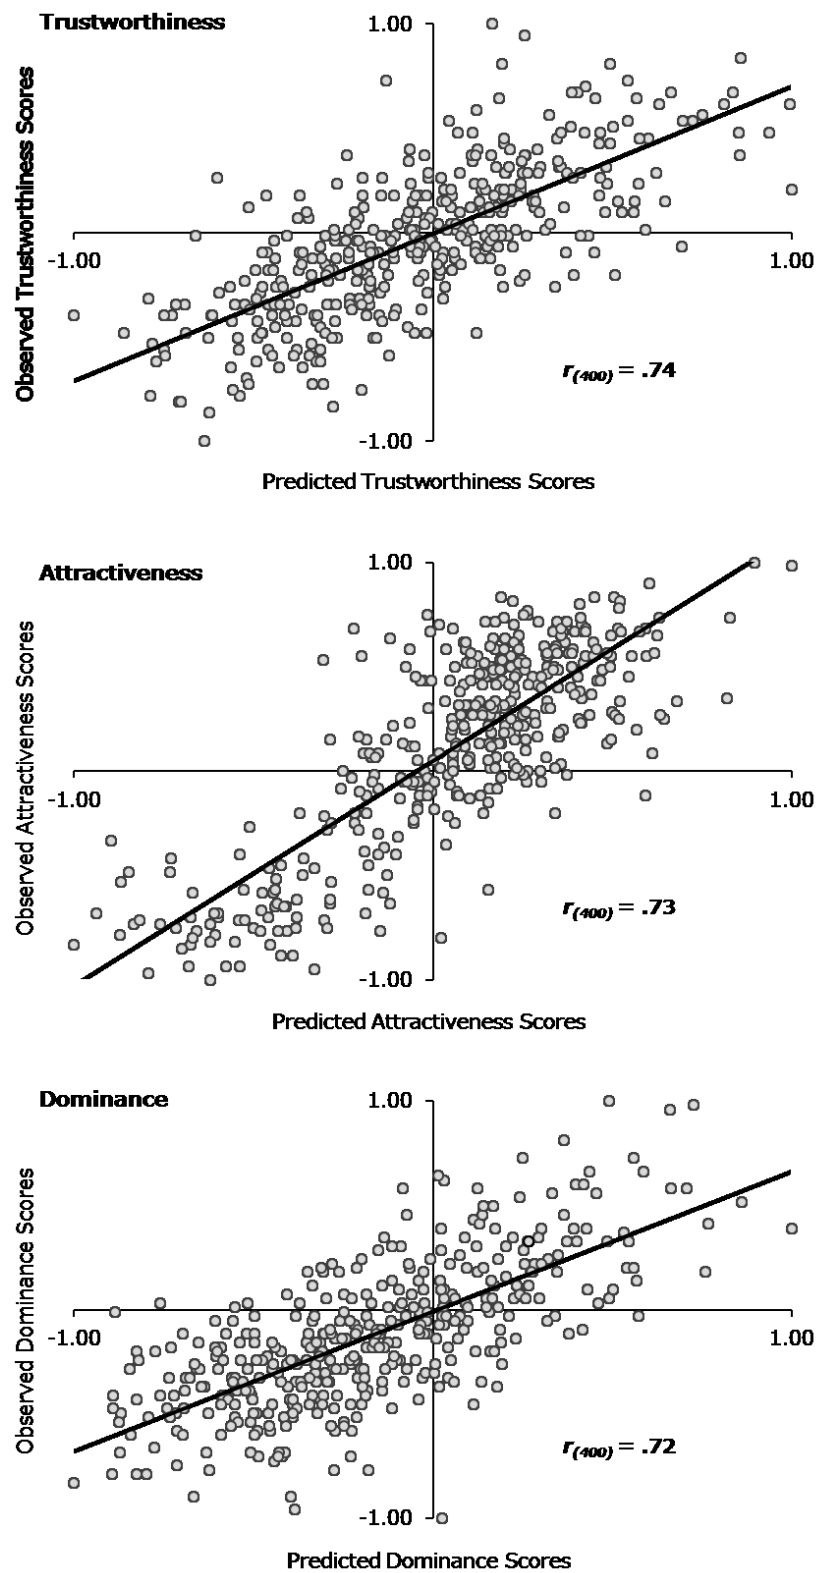 Trustworthiness
1.00
Observed Trustworthiness Scores
-1.00
1.00
r(400) = .74
-1.00
Predicted Trustworthiness Scores
Attractiveness
1.00
Observed Attractiveness Scores
-1.00
1.00
r(400) = .73
-1.00
Predicted Attractiveness Scores
Dominance
1.00
Observed Dominance Scores
-1.00
1.00
r(400) = .72
-1.00
Predicted Dominance Scores